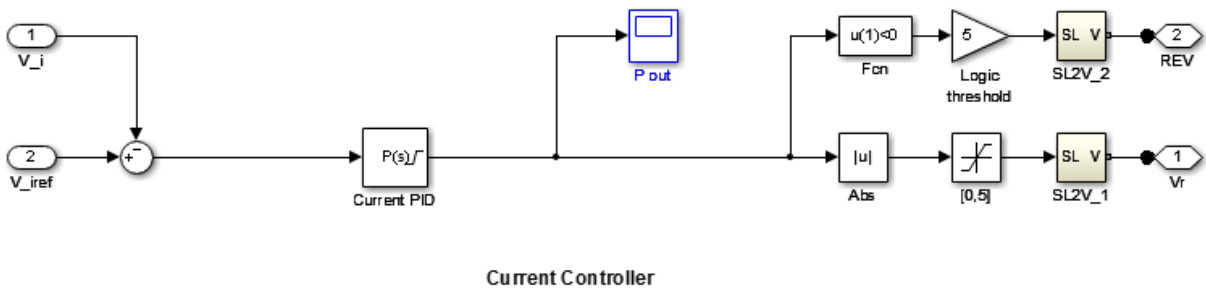 1
V_i
2
V_iref
+
-
P(s)
Current PID
P out
u(1)<0
Fcn
5
Logic
threshold
SL V
SL2V_2
2
REV
|u|
Abs
[0,5]
SL V
SL2V_1
1
Vr
Current Controller